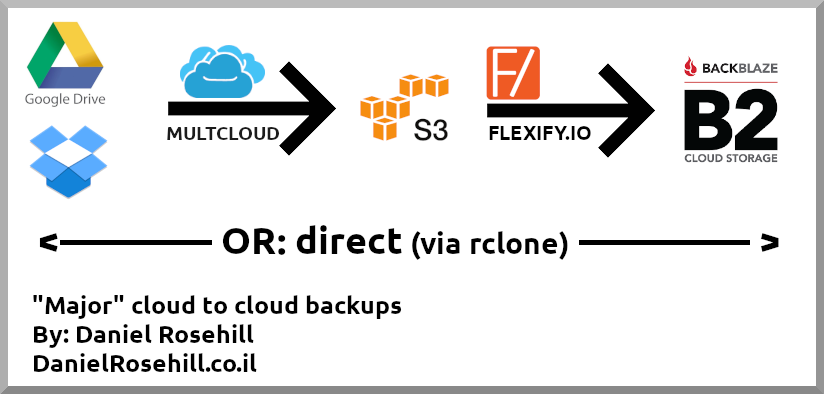 Google Drive
MULTCLOUD
S3
F/
FLEXIFY.IO
BACKBLAZE
B2
CLOUD STORAGE
< OR: direct (via rclone) >
"Major" cloud to cloud backups
By: Daniel Rosehill
DanielRosehill.co.il